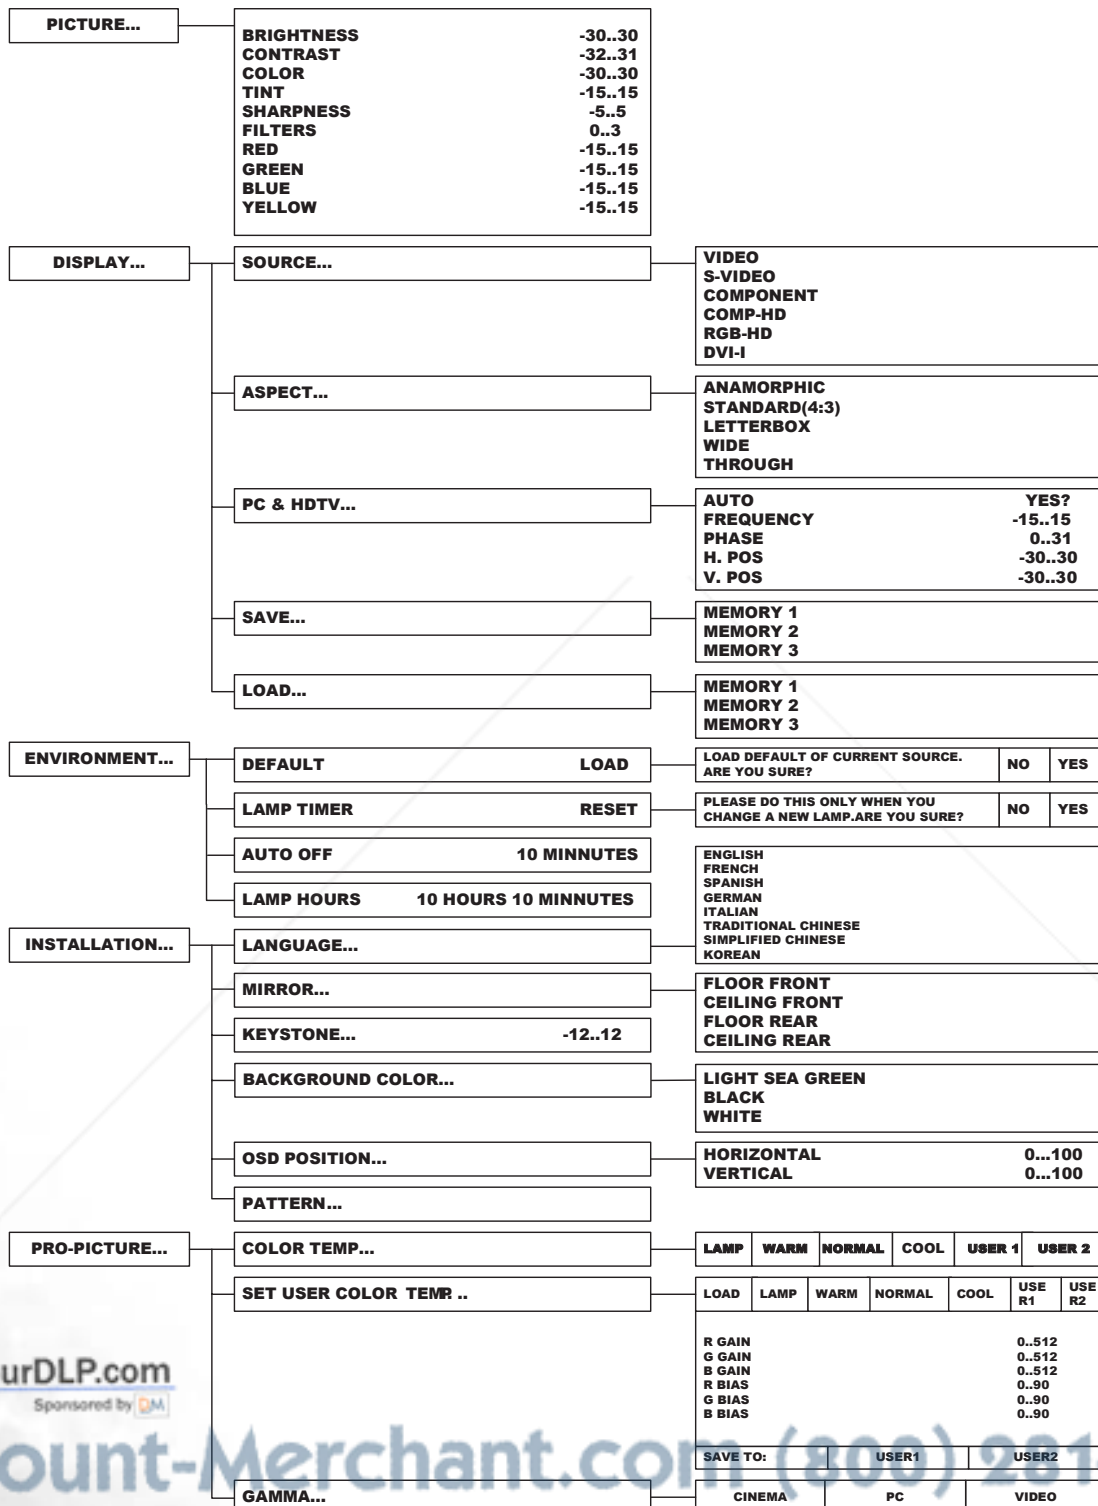 PICTURE...
BRIGHTNESS -30..30
CONTRAST -32..31
COLOR -30..30
TINT -15..15
SHARPNESS -5..5
FILTERS 0..3
RED -15..15
GREEN -15..15
BLUE -15..15
YELLOW -15..15
DISPLAY...
SOURCE...
VIDEO
S-VIDEO
COMPONENT
COMP-HD
RGB-HD
DVI-I
ASPECT...
ANAMORPHIC
STANDARD(4:3)
LETTERBOX
WIDE
THROUGH
PC & HDTV...
AUTO YES?
FREQUENCY -15..15
PHASE 0..31
H. POS -30..30
V. POS -30..30
SAVE...
MEMORY 1
MEMORY 2
MEMORY 3
LOAD...
MEMORY 1
MEMORY 2
MEMORY 3
ENVIRONMENT...
DEFAULT LOAD
LOAD DEFAULT OF CURRENT SOURCE.
ARE YOU SURE?
NO YES
LAMP TIMER RESET
PLEASE DO THIS ONLY WHEN YOU
CHANGE A NEW LAMP.ARE YOU SURE?
NO YES
AUTO OFF 10 MINNUTES
LAMP HOURS 10 HOURS 10 MINNUTES
INSTALLATION...
LANGUAGE...
ENGLISH
FRENCH
SPANISH
GERMAN
ITALIAN
TRADITIONAL CHINESE
SIMPLIFIED CHINESE
KOREAN
MIRROR...
FLOOR FRONT
CEILING FRONT
FLOOR REAR
CEILING REAR
KEYSTONE... -12..12
BACKGROUND COLOR...
LIGHT SEA GREEN
BLACK
WHITE
OSD POSITION...
HORIZONTAL 0...100
VERTICAL 0...100
PATTERN...
PRO-PICTURE...
COLOR TEMP...
LAMP WARM NORMAL COOL USER 1 USER 2
SET USER COLOR TEMP. ..
LOAD LAMP WARM NORMAL COOL USE R1 USE R2
R GAIN 0..512
G GAIN 0..512
B GAIN 0..512
R BIAS 0..90
G BIAS 0..90
B BIAS 0..90
SAVE TO: USER1 USER2
GAMMA...
CINEMA PC VIDEO
urDLP.com
Sponsored by DM
ount-Merchant.com (800) 281